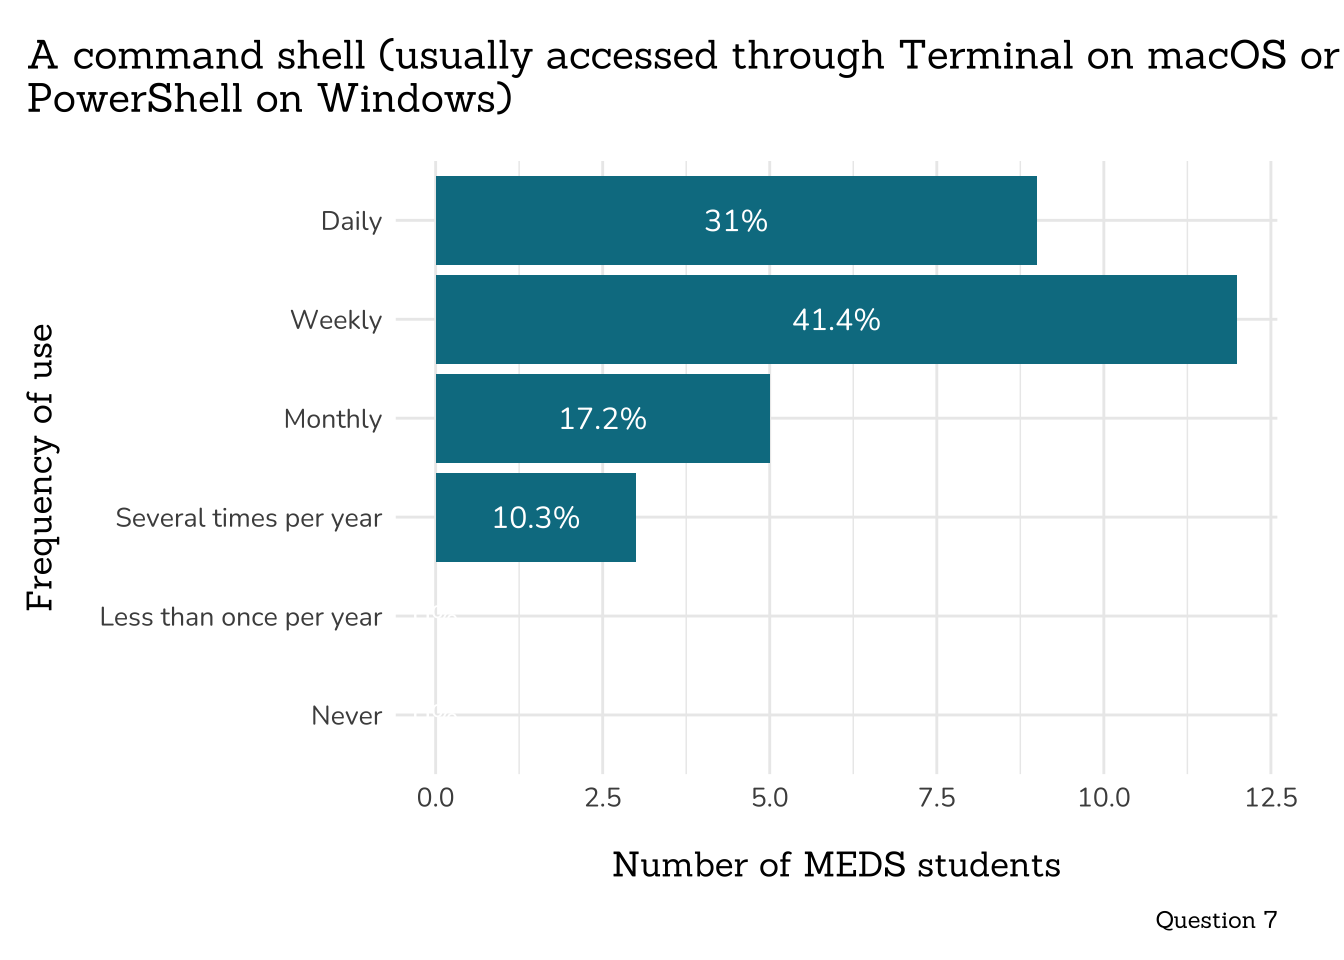 A command shell (usually accessed through Terminal on macOS or
PowerShell on Windows)
Frequency of use
Daily
31%
Weekly
41.4%
Monthly
17.2%
Several times per year
10.3%
Less than once per year
Never
0.0
2.5
5.0
7.5
10.0
12.5
Number of MEDS students
Question 7